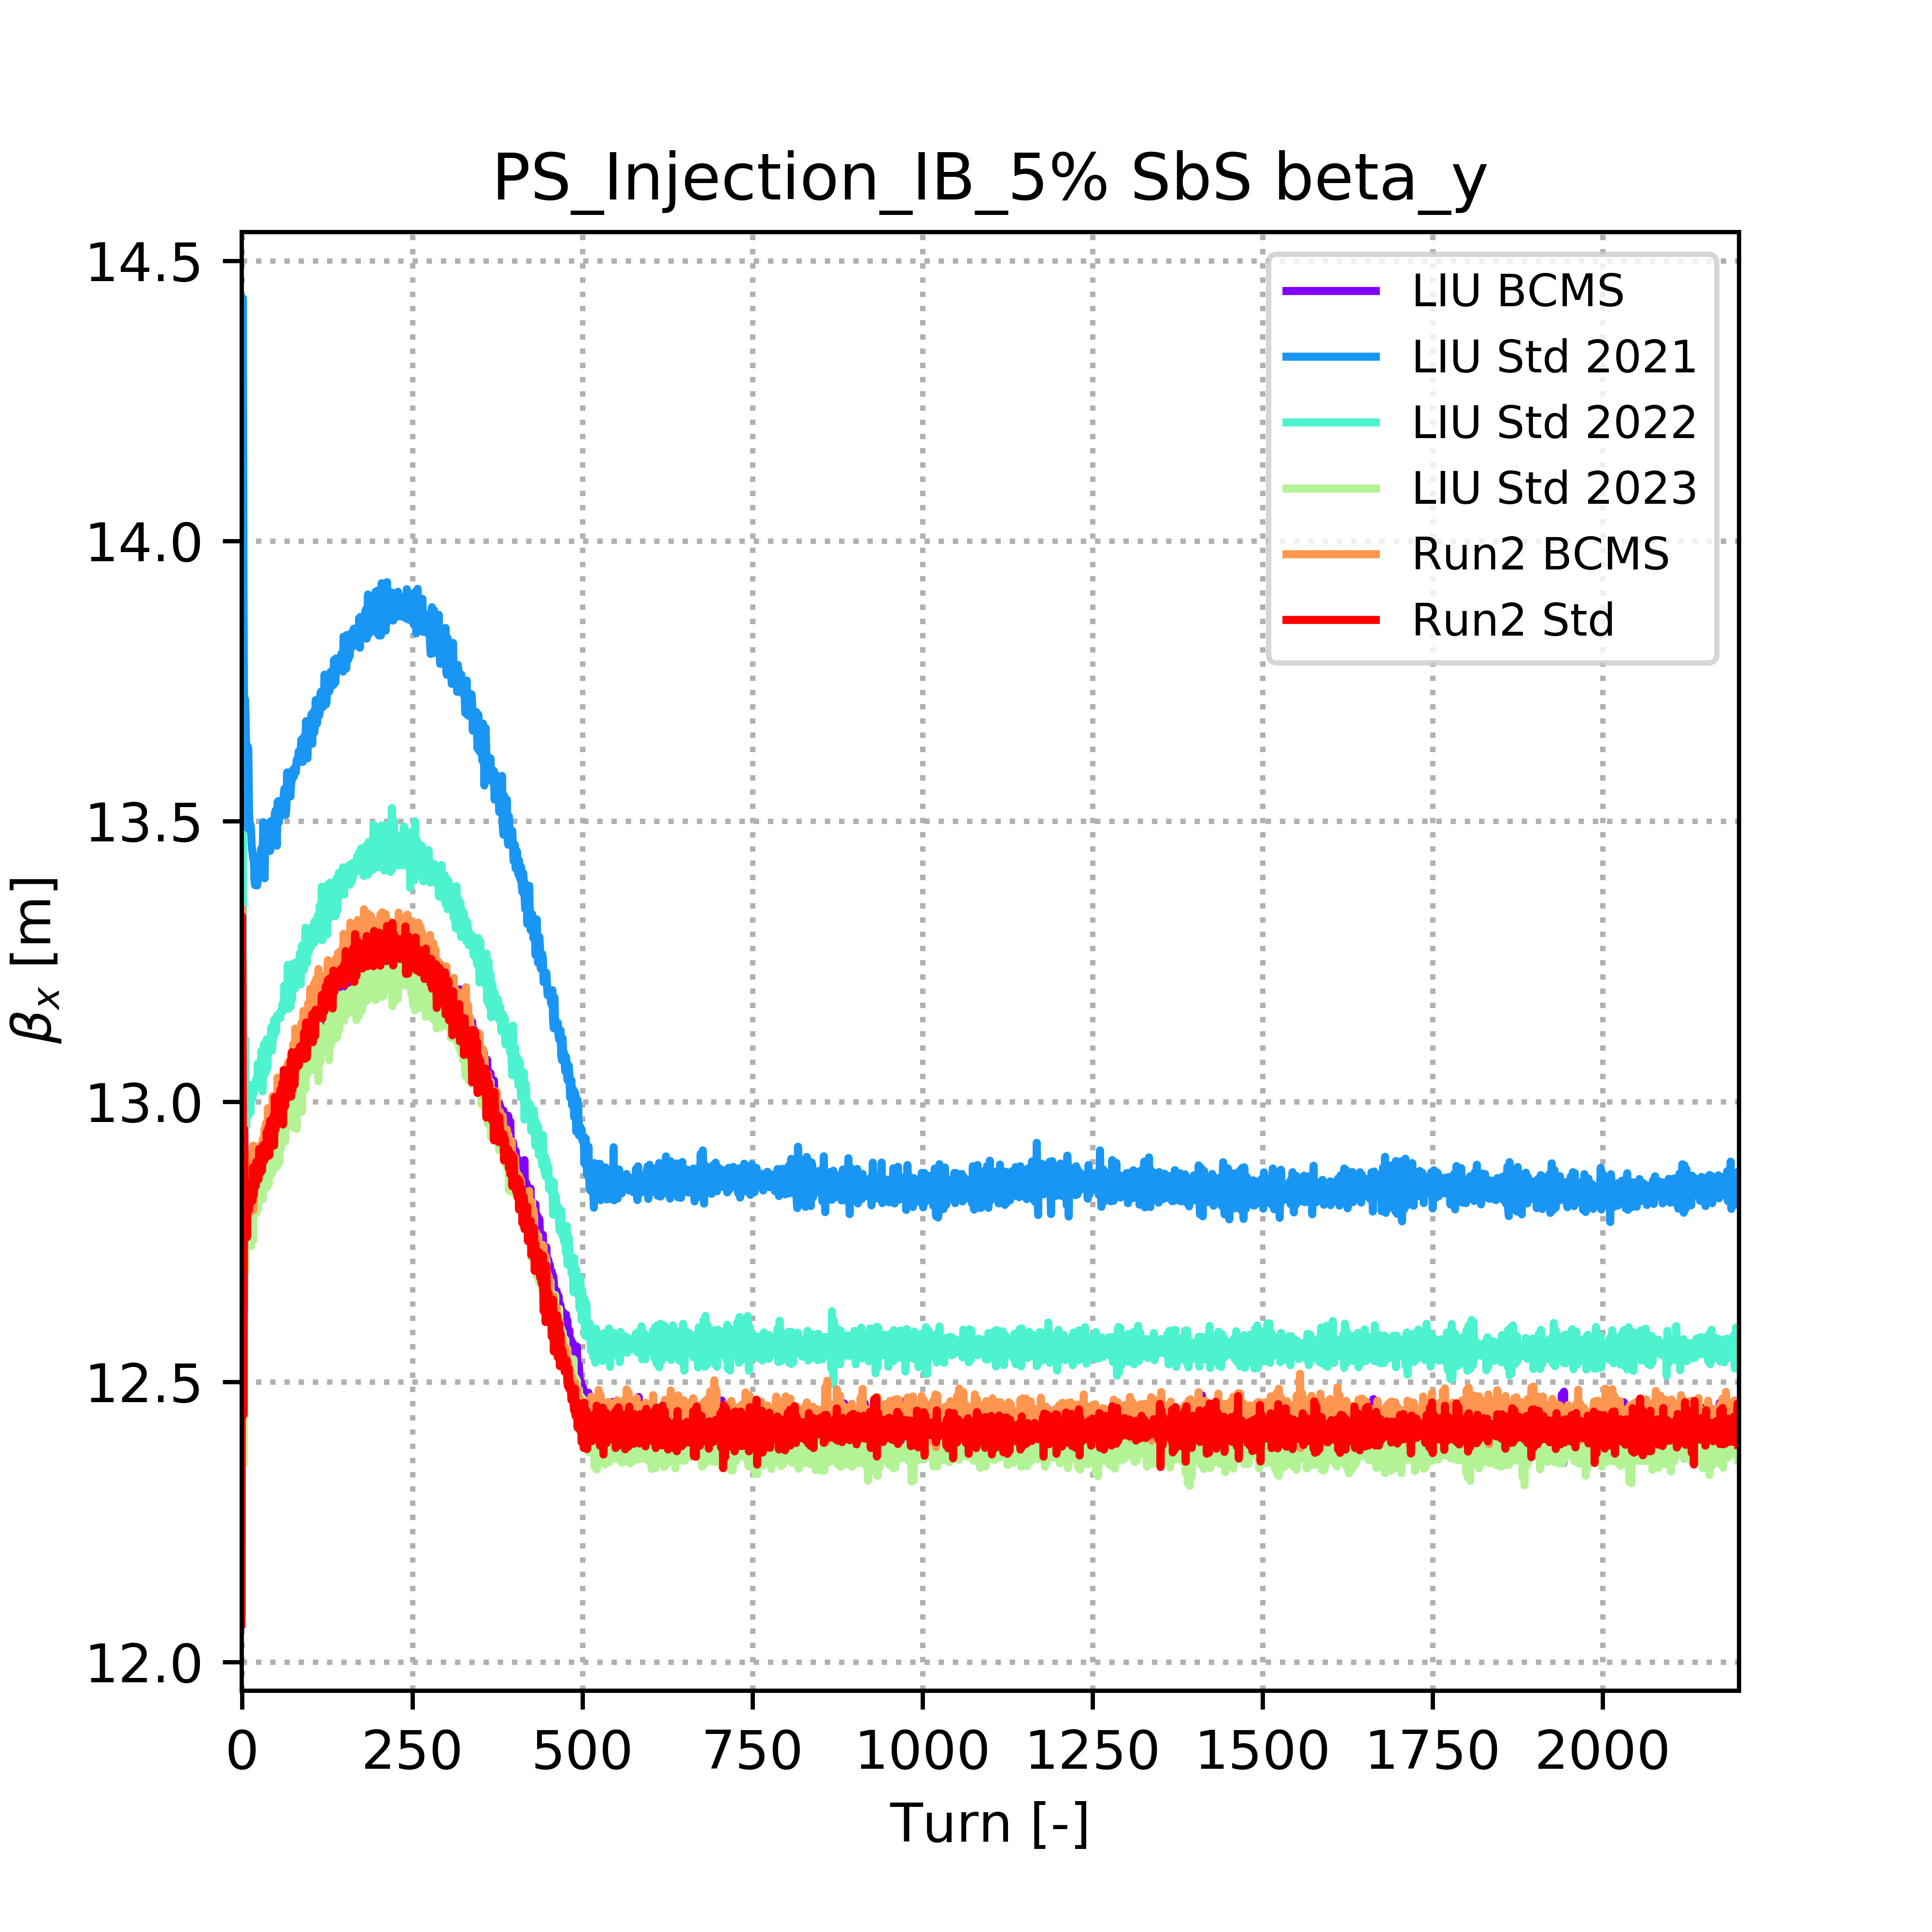 PS_Injection_IB_5% SbS beta_y
14.5
14.0
13.5
13.0
12.5
12.0
βx [m]
LIU BCMS
LIU Std 2021
LIU Std 2022
LIU Std 2023
Run2 BCMS
Run2 Std
0 250 500 750 1000 1250 1500 1750 2000
Turn [-]